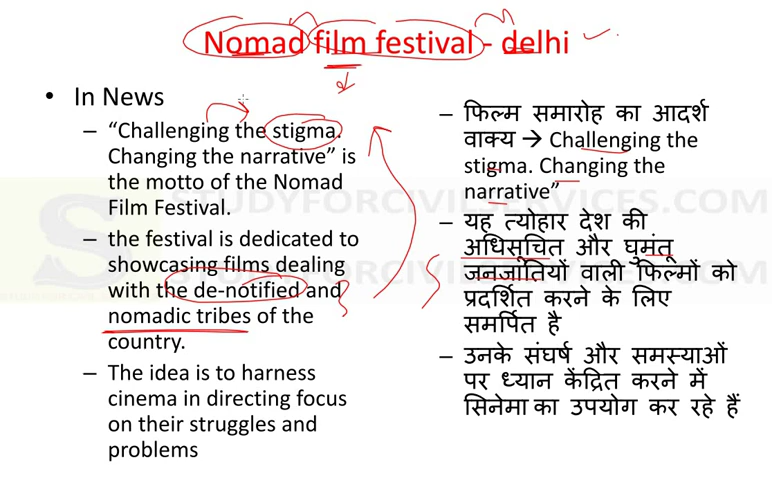 Nomad film festival - delhi
• In News
– “Challenging the stigma.
Changing the narrative” is
the motto of the Nomad
Film Festival.
– the festival is dedicated to
showcasing films dealing
with the de-notified and
nomadic tribes of the
country.
– The idea is to harness
cinema in directing focus
on their struggles and
problems
– फिल्म समारोह का आदर्श
वाक्य → Challenging the
stigma. Changing the
narrative”
– यह त्योहार देश की
अधिसूचित और घुमंतू
जनजातियों वाली फिल्मों को
प्रदर्शित करने के लिए
समर्पित है
– उनके संघर्ष और समस्याओं
पर ध्यान केंद्रित करने में
सिनेमा का उपयोग कर रहे हैं
STUDYFORCIVILSERVICES.COM